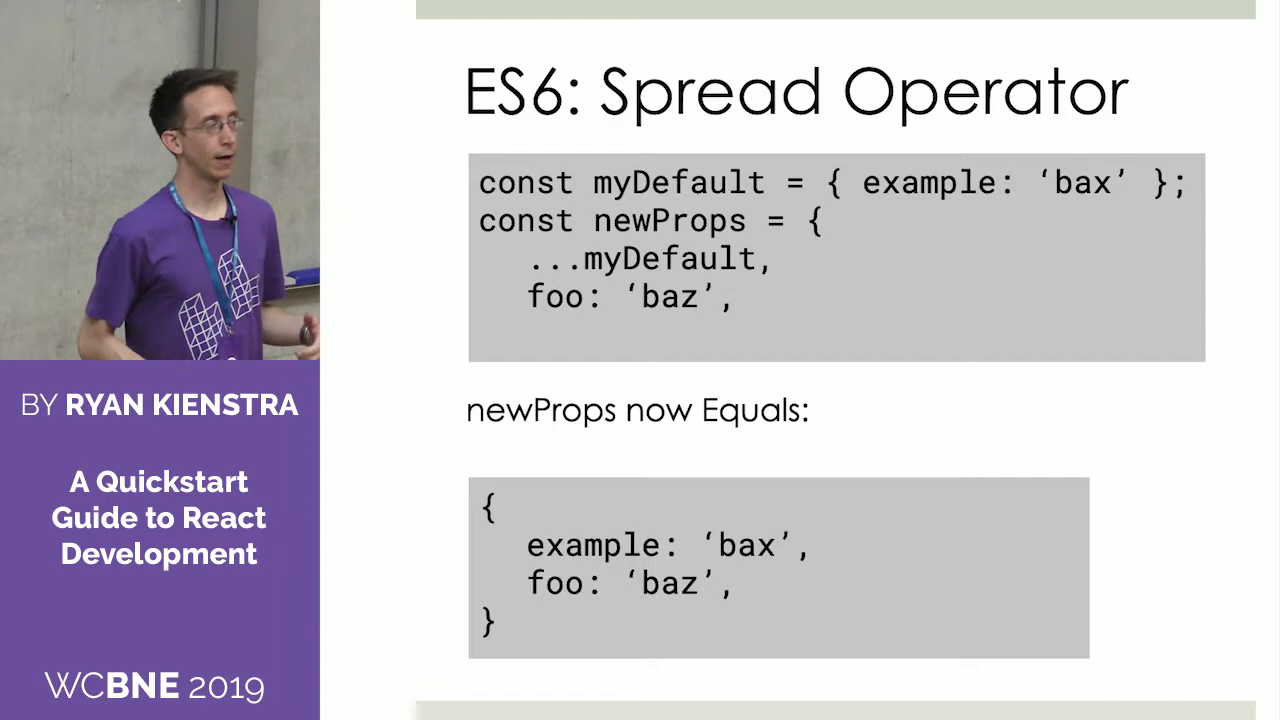 ES6: Spread Operator
const myDefault = { example: ‘bax’ };
const newProps = {
...myDefault,
foo: ‘baz’,
newProps now Equals:
{
example: ‘bax’,
foo: ‘baz’,
}
BY RYAN KIENSTRA
A Quickstart
Guide to React
Development
WCBNE 2019